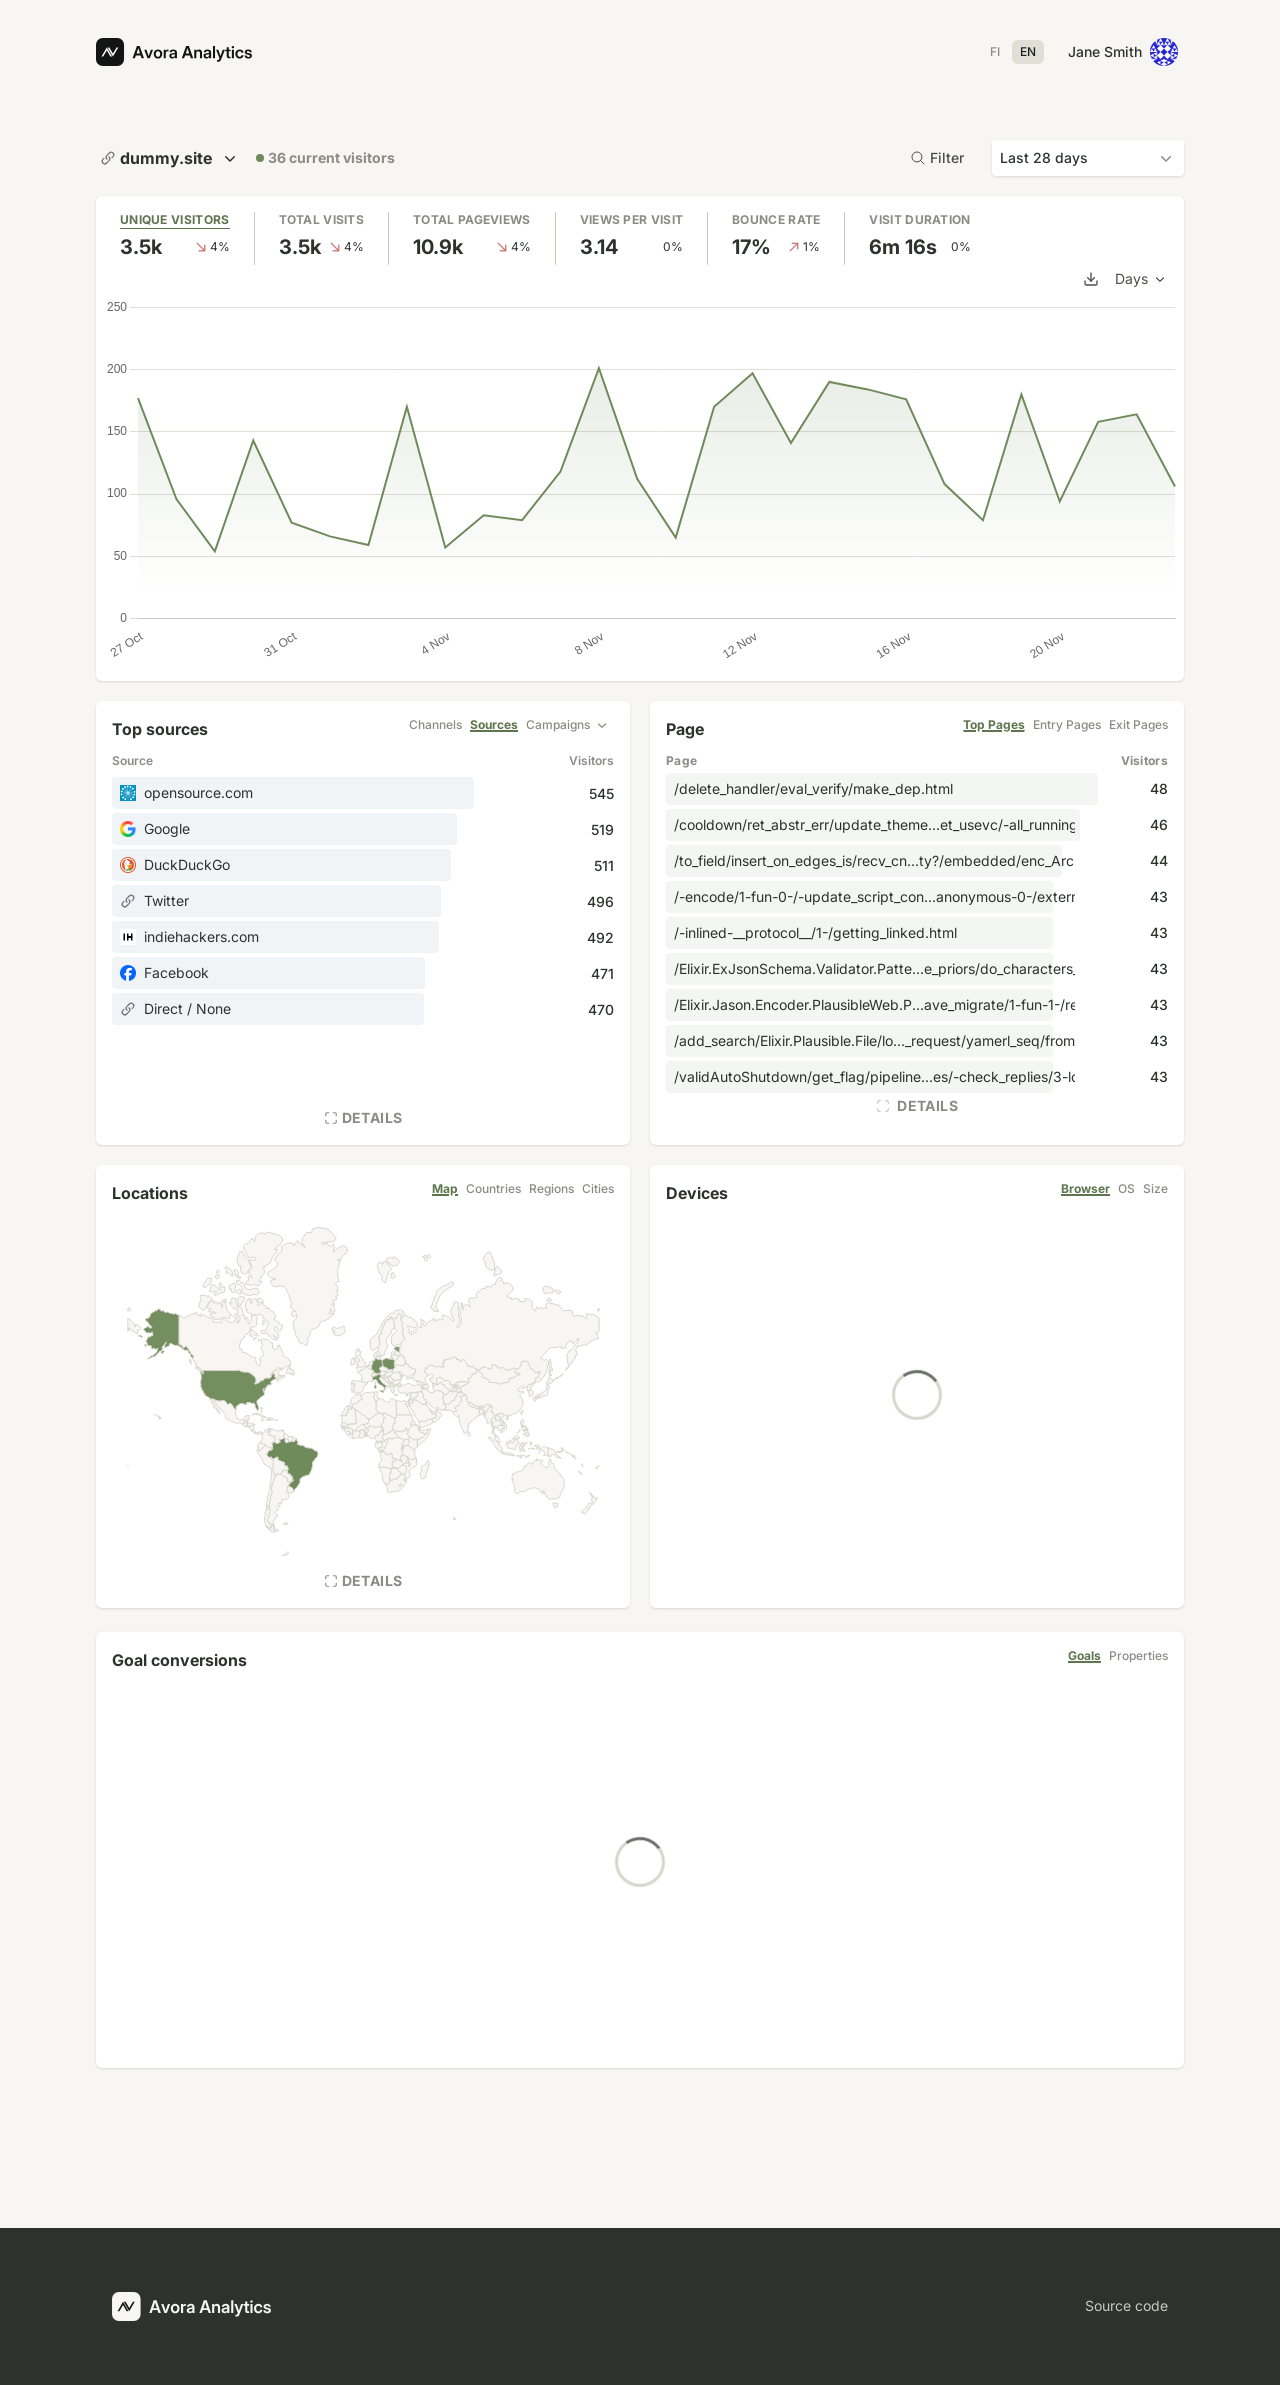 Avora Analytics
FI EN Jane Smith
dummy.site 36 current visitors Filter Last 28 days
UNIQUE VISITORS TOTAL VISITS TOTAL PAGEVIEWS VIEWS PER VISIT BOUNCE RATE VISIT DURATION
3.5k 4% 3.5k 4% 10.9k 4% 3.14 0% 17% 1% 6m 16s 0%
Days
250
200
150
100
50
0
27 Oct 31 Oct 4 Nov 8 Nov 12 Nov 16 Nov 20 Nov
Top sources Channels Sources Campaigns
Source Visitors
opensource.com 545
Google 519
DuckDuckGo 511
Twitter 496
indiehackers.com 492
Facebook 471
Direct / None 470
DETAILS
Page Top Pages Entry Pages Exit Pages
Page Visitors
/delete_handler/eval_verify/make_dep.html 48
/cooldown/ret_abstr_err/update_theme...et_usevc/-all_running 46
/to_field/insert_on_edges_is/recv_cn...ty?/embedded/enc_Arc 44
/-encode/1-fun-0-/-update_script_con...anonymous-0-/extern 43
/-inlined-__protocol__/1-/getting_linked.html 43
/Elixir.ExJsonSchema.Validator.Patte...e_priors/do_characters_ 43
/Elixir.Jason.Encoder.PlausibleWeb.P...ave_migrate/1-fun-1-/re 43
/add_search/Elixir.Plausible.File/lo..._request/yamerl_seq/from 43
/validAutoShutdown/get_flag/pipeline...es/-check_replies/3-lc 43
DETAILS
Locations Map Countries Regions Cities
DETAILS
Devices Browser OS Size
Goal conversions Goals Properties
Avora Analytics Source code